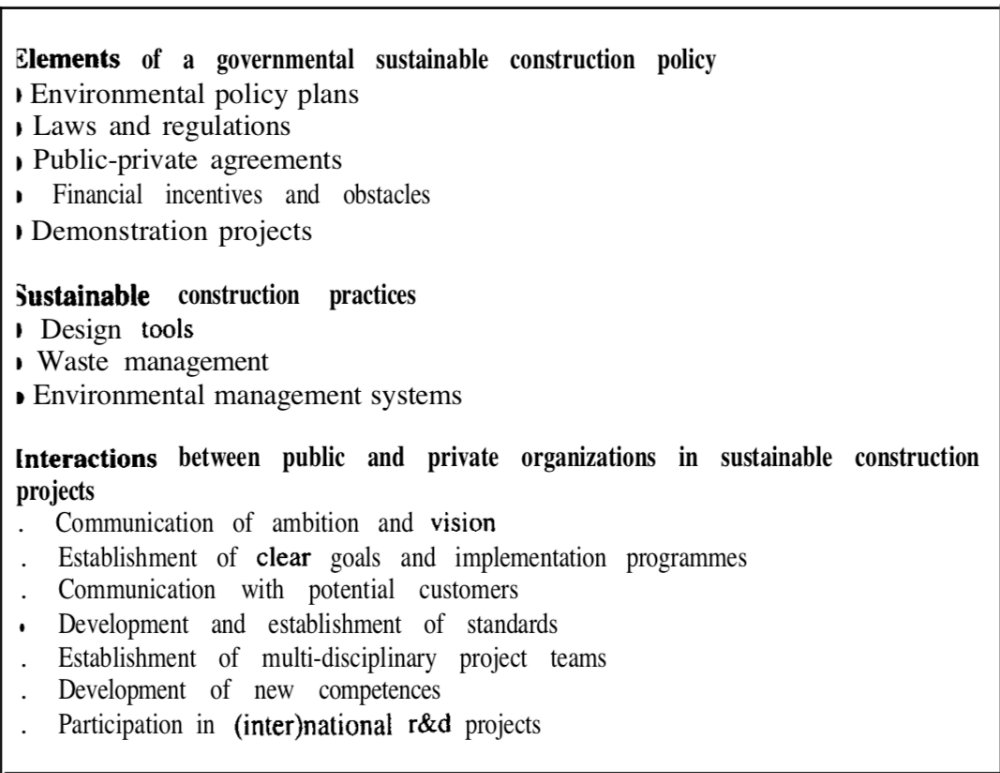 Elements of a governmental sustainable construction policy
Environmental policy plans
Laws and regulations
Public-private agreements
Financial incentives and obstacles
Demonstration projects
Sustainable construction practices
Design tools
Waste management
Environmental management systems
Interactions between public and private organizations in sustainable construction
projects
. Communication of ambition and vision
. Establishment of clear goals and implementation programmes
. Communication with potential customers
• Development and establishment of standards
. Establishment of multi-disciplinary project teams
. Development of new competences
. Participation in (inter)national r&d projects